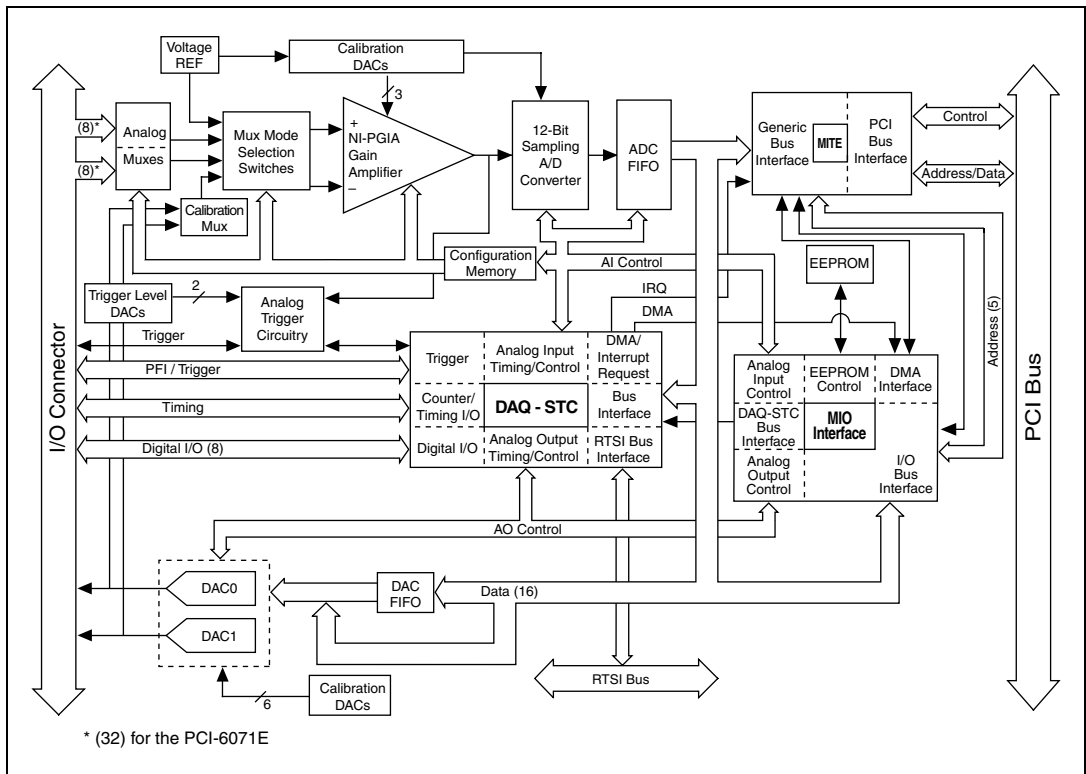 Voltage
REF
Calibration
DACs
3
(8)*
(8)*
Analog
Muxes
Mux Mode
Selection
Switches
+
NI-PGIA
Gain
Amplifier
–
12-Bit
Sampling
A/D
Converter
ADC
FIFO
Generic
Bus
Interface
MITE
PCI
Bus
Interface
Control
Address/Data
Calibration
Mux
Configuration
Memory
AI Control
EEPROM
Trigger Level
DACs
2
Analog
Trigger
Circuitry
IRQ
DMA
Address (5)
I/O Connector
PCI Bus
Trigger
PFI / Trigger
Timing
Digital I/O (8)
Trigger
Analog Input
Timing/Control
DMA/
Interrupt
Request
Counter/
Timing I/O
DAQ - STC
Bus
Interface
Digital I/O
Analog Output
Timing/Control
RTSI Bus
Interface
Analog
Input
Control
EEPROM
Control
DMA
Interface
DAQ-STC
Bus
Interface
MIO
Interface
Analog
Output
Control
I/O
Bus
Interface
AO Control
DAC0
DAC1
DAC
FIFO
Data (16)
6
Calibration
DACs
RTSI Bus
* (32) for the PCI-6071E